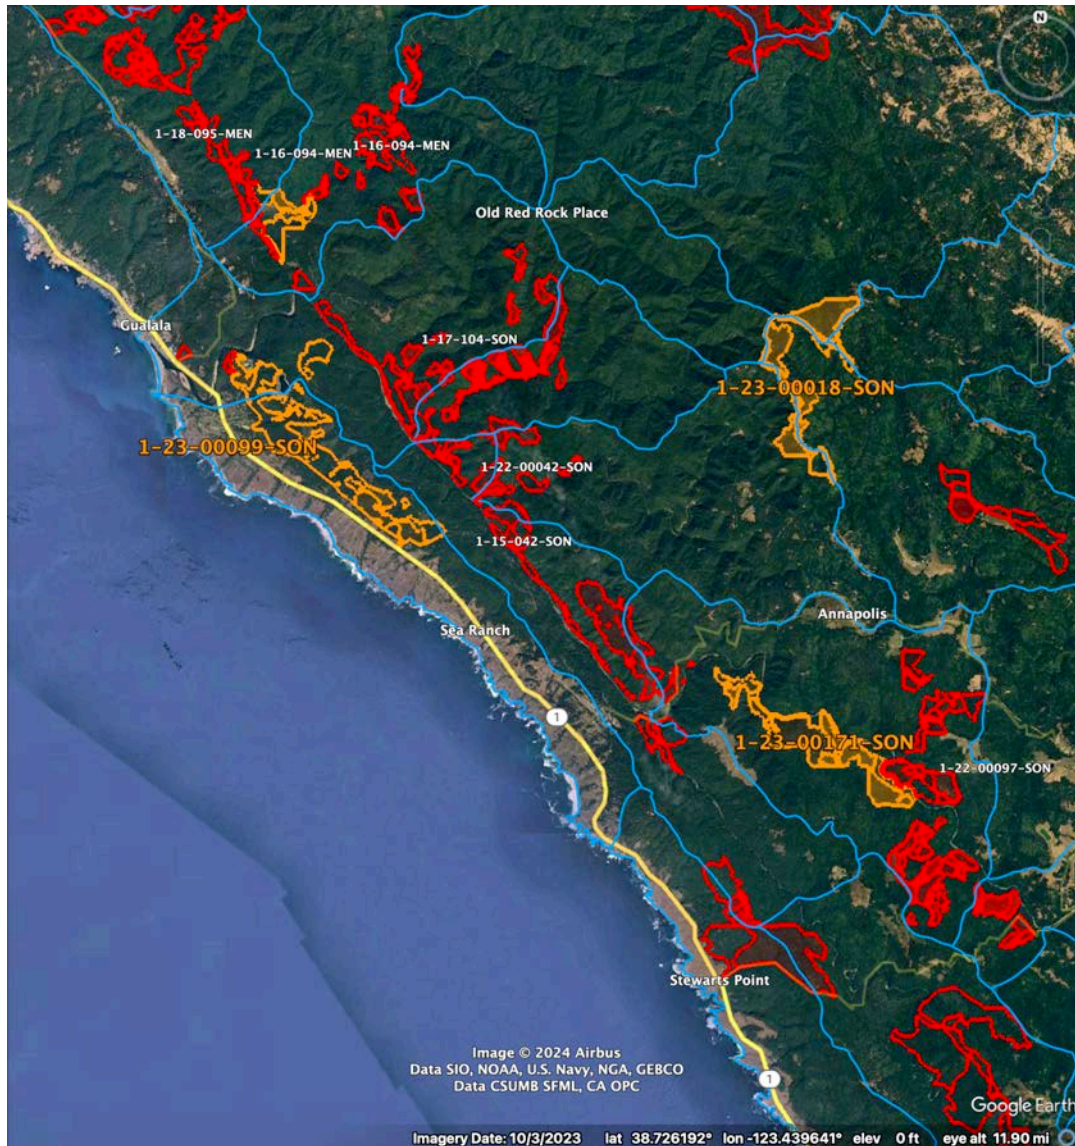 N
1-18-095-MEN
1-16-094-MEN
1-16-094-MEN
Old Red Rock Place
Gualala
1-17-104-SON
1-23-00018-SON
1-23-00099-SON
1-22-00042-SON
1-15-042-SON
Annapolis
Sea Ranch
1
1-23-00171-SON
1-22-00097-SON
Stewarts Point
Image © 2024 Airbus
Data SIO, NOAA, U.S. Navy, NGA, GEBCO
Data CSUMB SFML, CA OPC
1
Google Earth
Imagery Date: 10/3/2023 lat 38.726192° lon -123.439641° elev 0 ft eye alt 11.90 mi